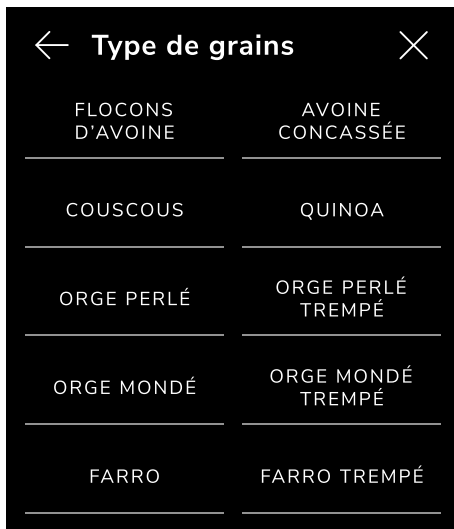 Type de grains
FLOCONS
D’AVOINE
AVOINE
CONCASSÉE
COUSCOUS
QUINOA
ORGE PERLÉ
ORGE PERLÉ
TREMPÉ
ORGE MONDÉ
ORGE MONDÉ
TREMPÉ
FARRO
FARRO TREMPÉ